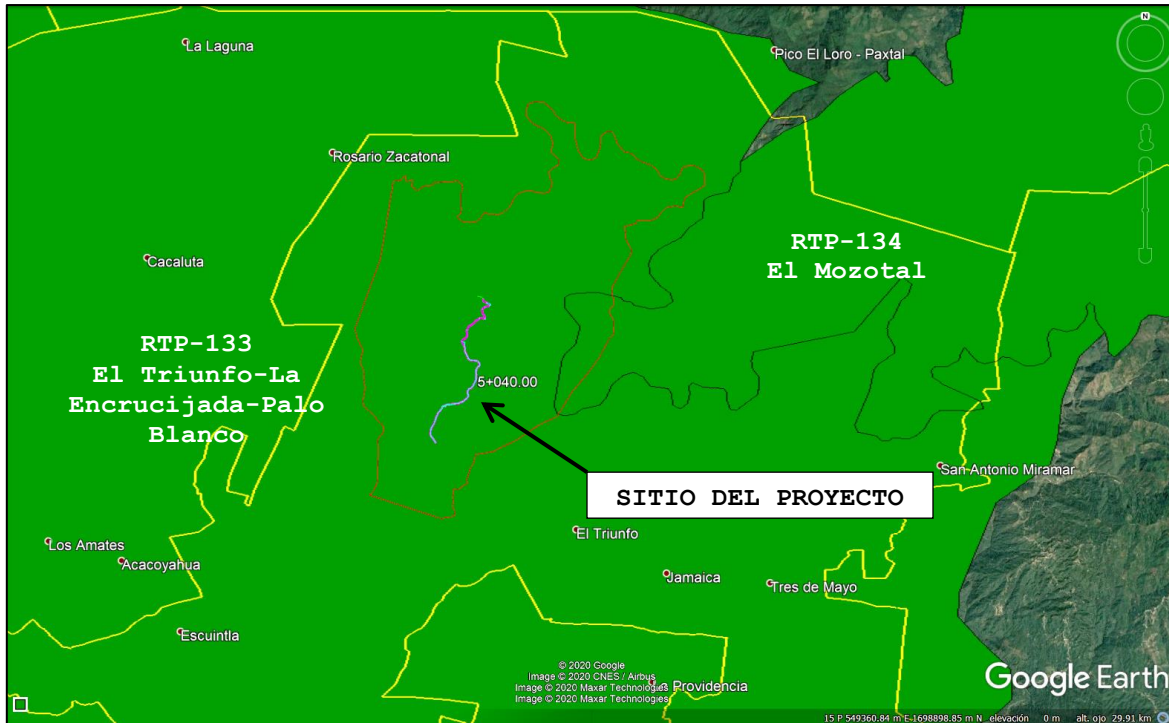 N
La Laguna
Pico El Loro - Paxtal
Rosario Zacatonal
RTP-134
El Mozotal
Cacaluta
RTP-133
El Triunfo-La
Encrucijada-Palo
Blanco
5+040.00
San Antonio Miramar
SITIO DEL PROYECTO
El Triunfo
Los Amates
Acacoyahua
Jamaica
Tres de Mayo
Escuintla
© 2020 Google
Image © 2020 CNES / Airbus
Image © 2020 Maxar Technologies
Image © 2020 Maxar Technologies
Providencia
Google Earth
15 P 549360.84 m E 1698898.85 m N elevación 0 m alt. ojo 29.91 km